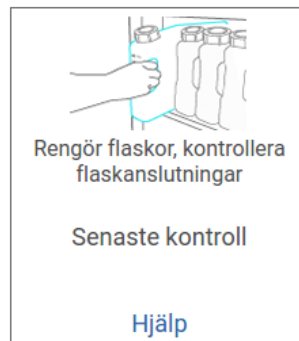 Rengör flaskor, kontrollera
flaskanslutningar
Senaste kontroll
Hjälp